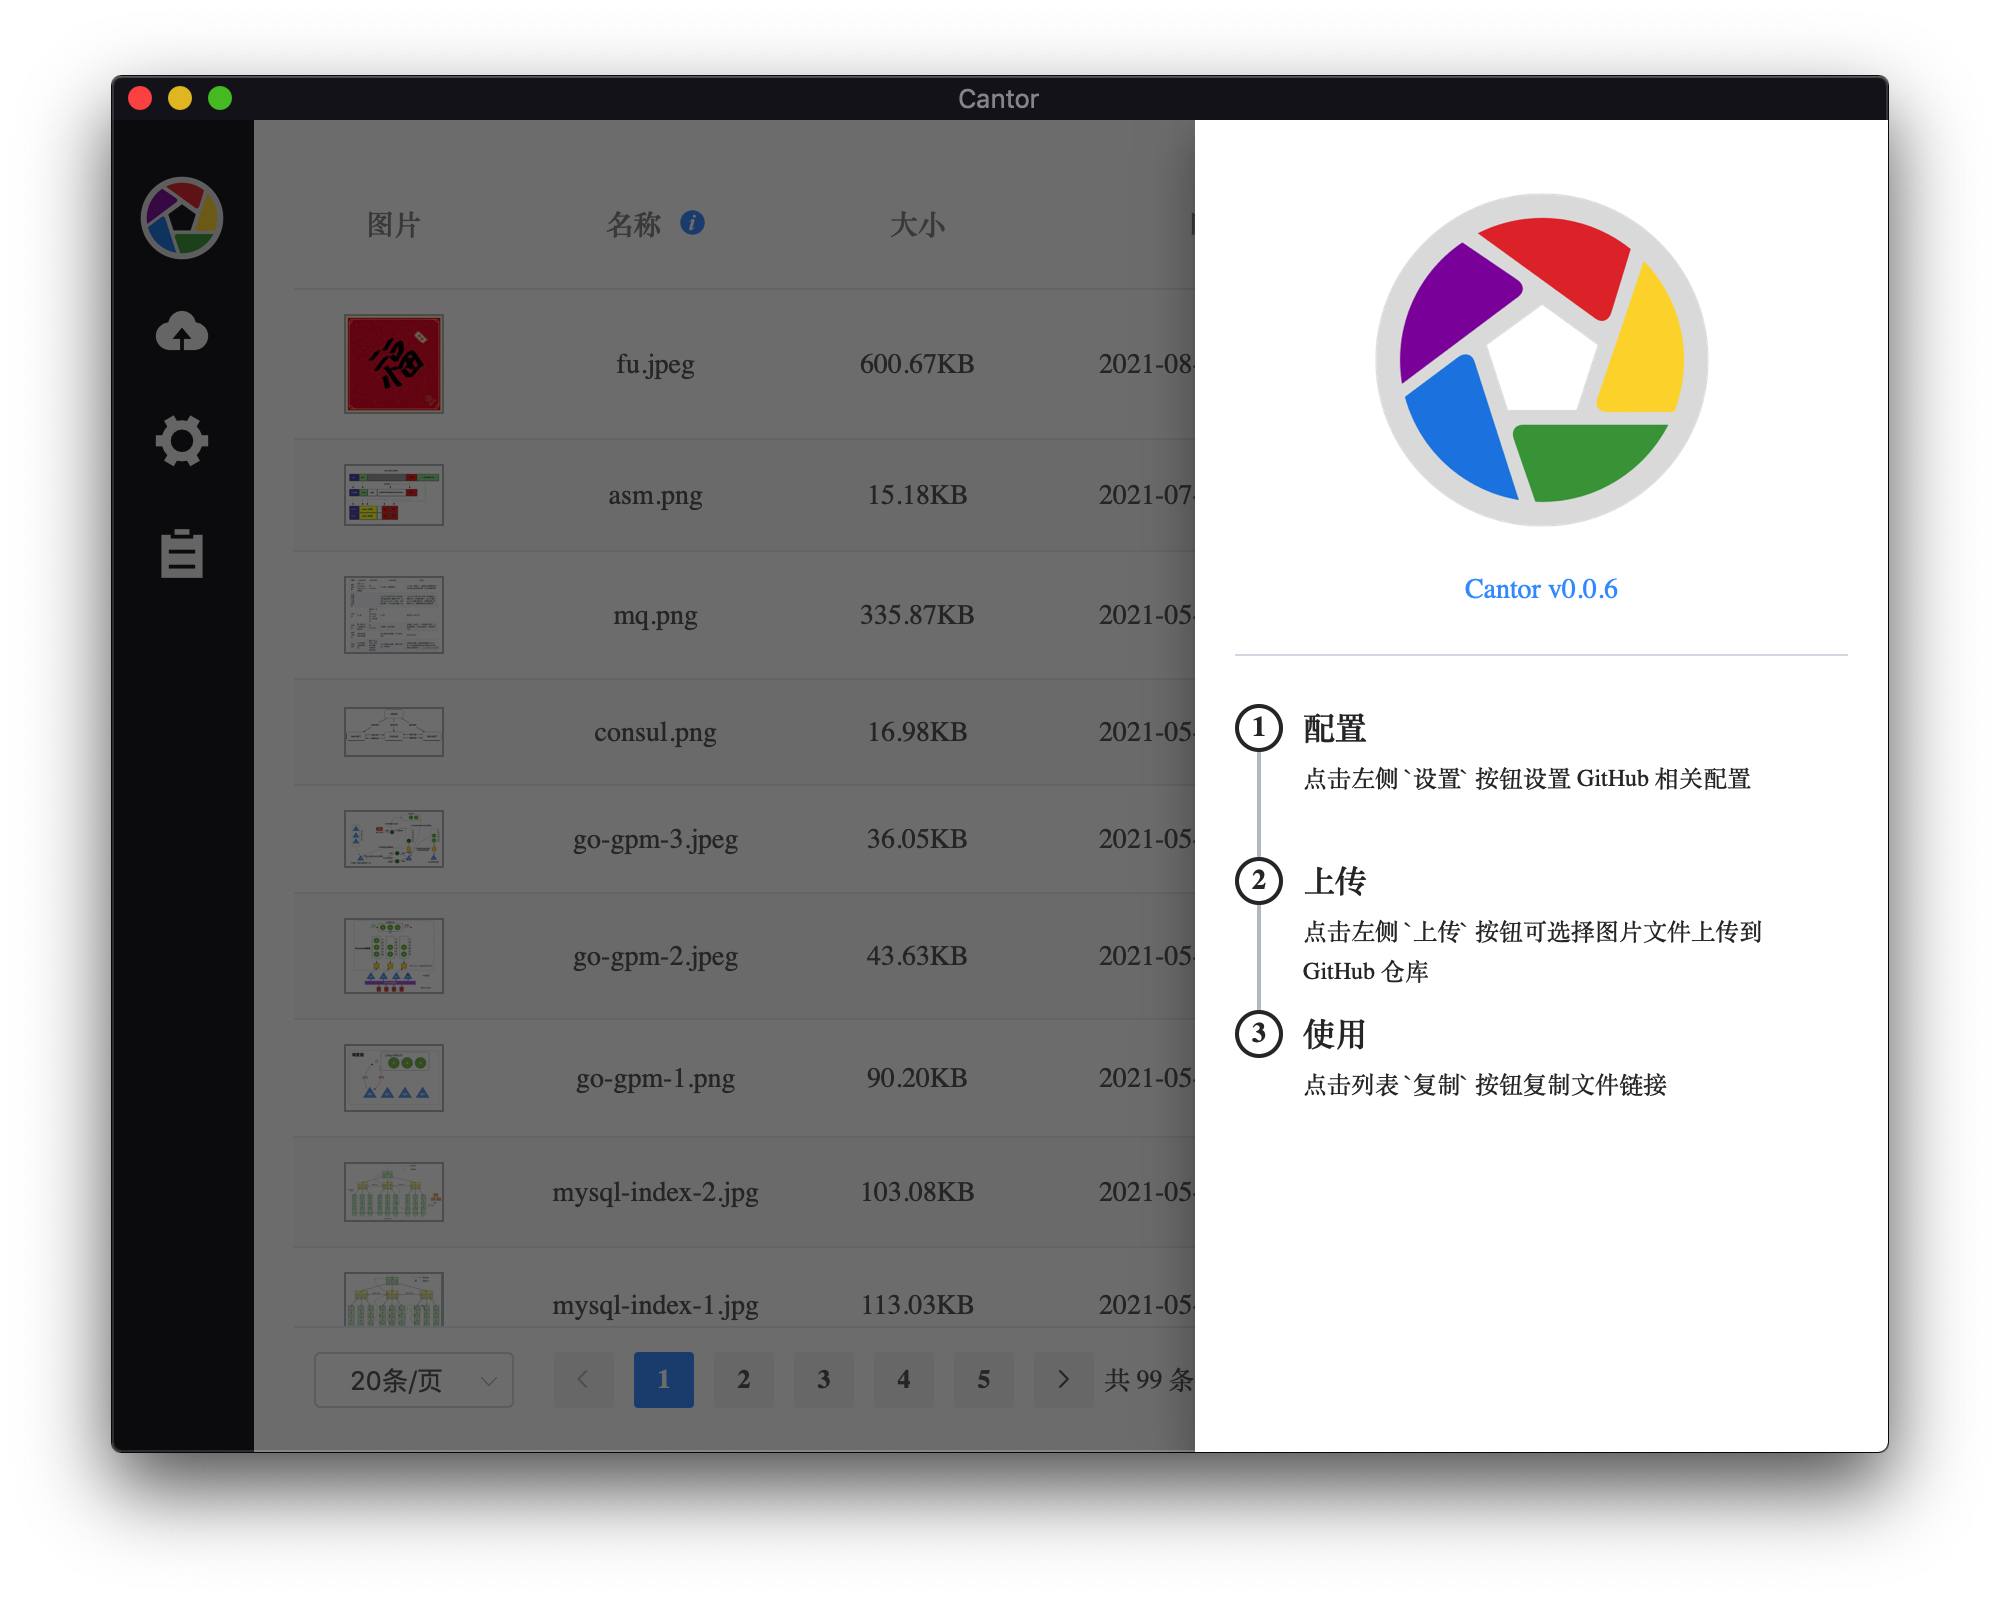 Cantor
图片 名称 i 大小
福
fu.jpeg 600.67KB 2021-08-
asm.png 15.18KB 2021-07-
mq.png 335.87KB 2021-05-
consul.png 16.98KB 2021-05-
go-gpm-3.jpeg 36.05KB 2021-05-
go-gpm-2.jpeg 43.63KB 2021-05-
go-gpm-1.png 90.20KB 2021-05-
mysql-index-2.jpg 103.08KB 2021-05-
mysql-index-1.jpg 113.03KB 2021-05-
20条/页 1 2 3 4 5 共 99 条
Cantor v0.0.6
1 配置
点击左侧 `设置` 按钮设置 GitHub 相关配置
2 上传
点击左侧 `上传` 按钮可选择图片文件上传到
GitHub 仓库
3 使用
点击列表 `复制` 按钮复制文件链接